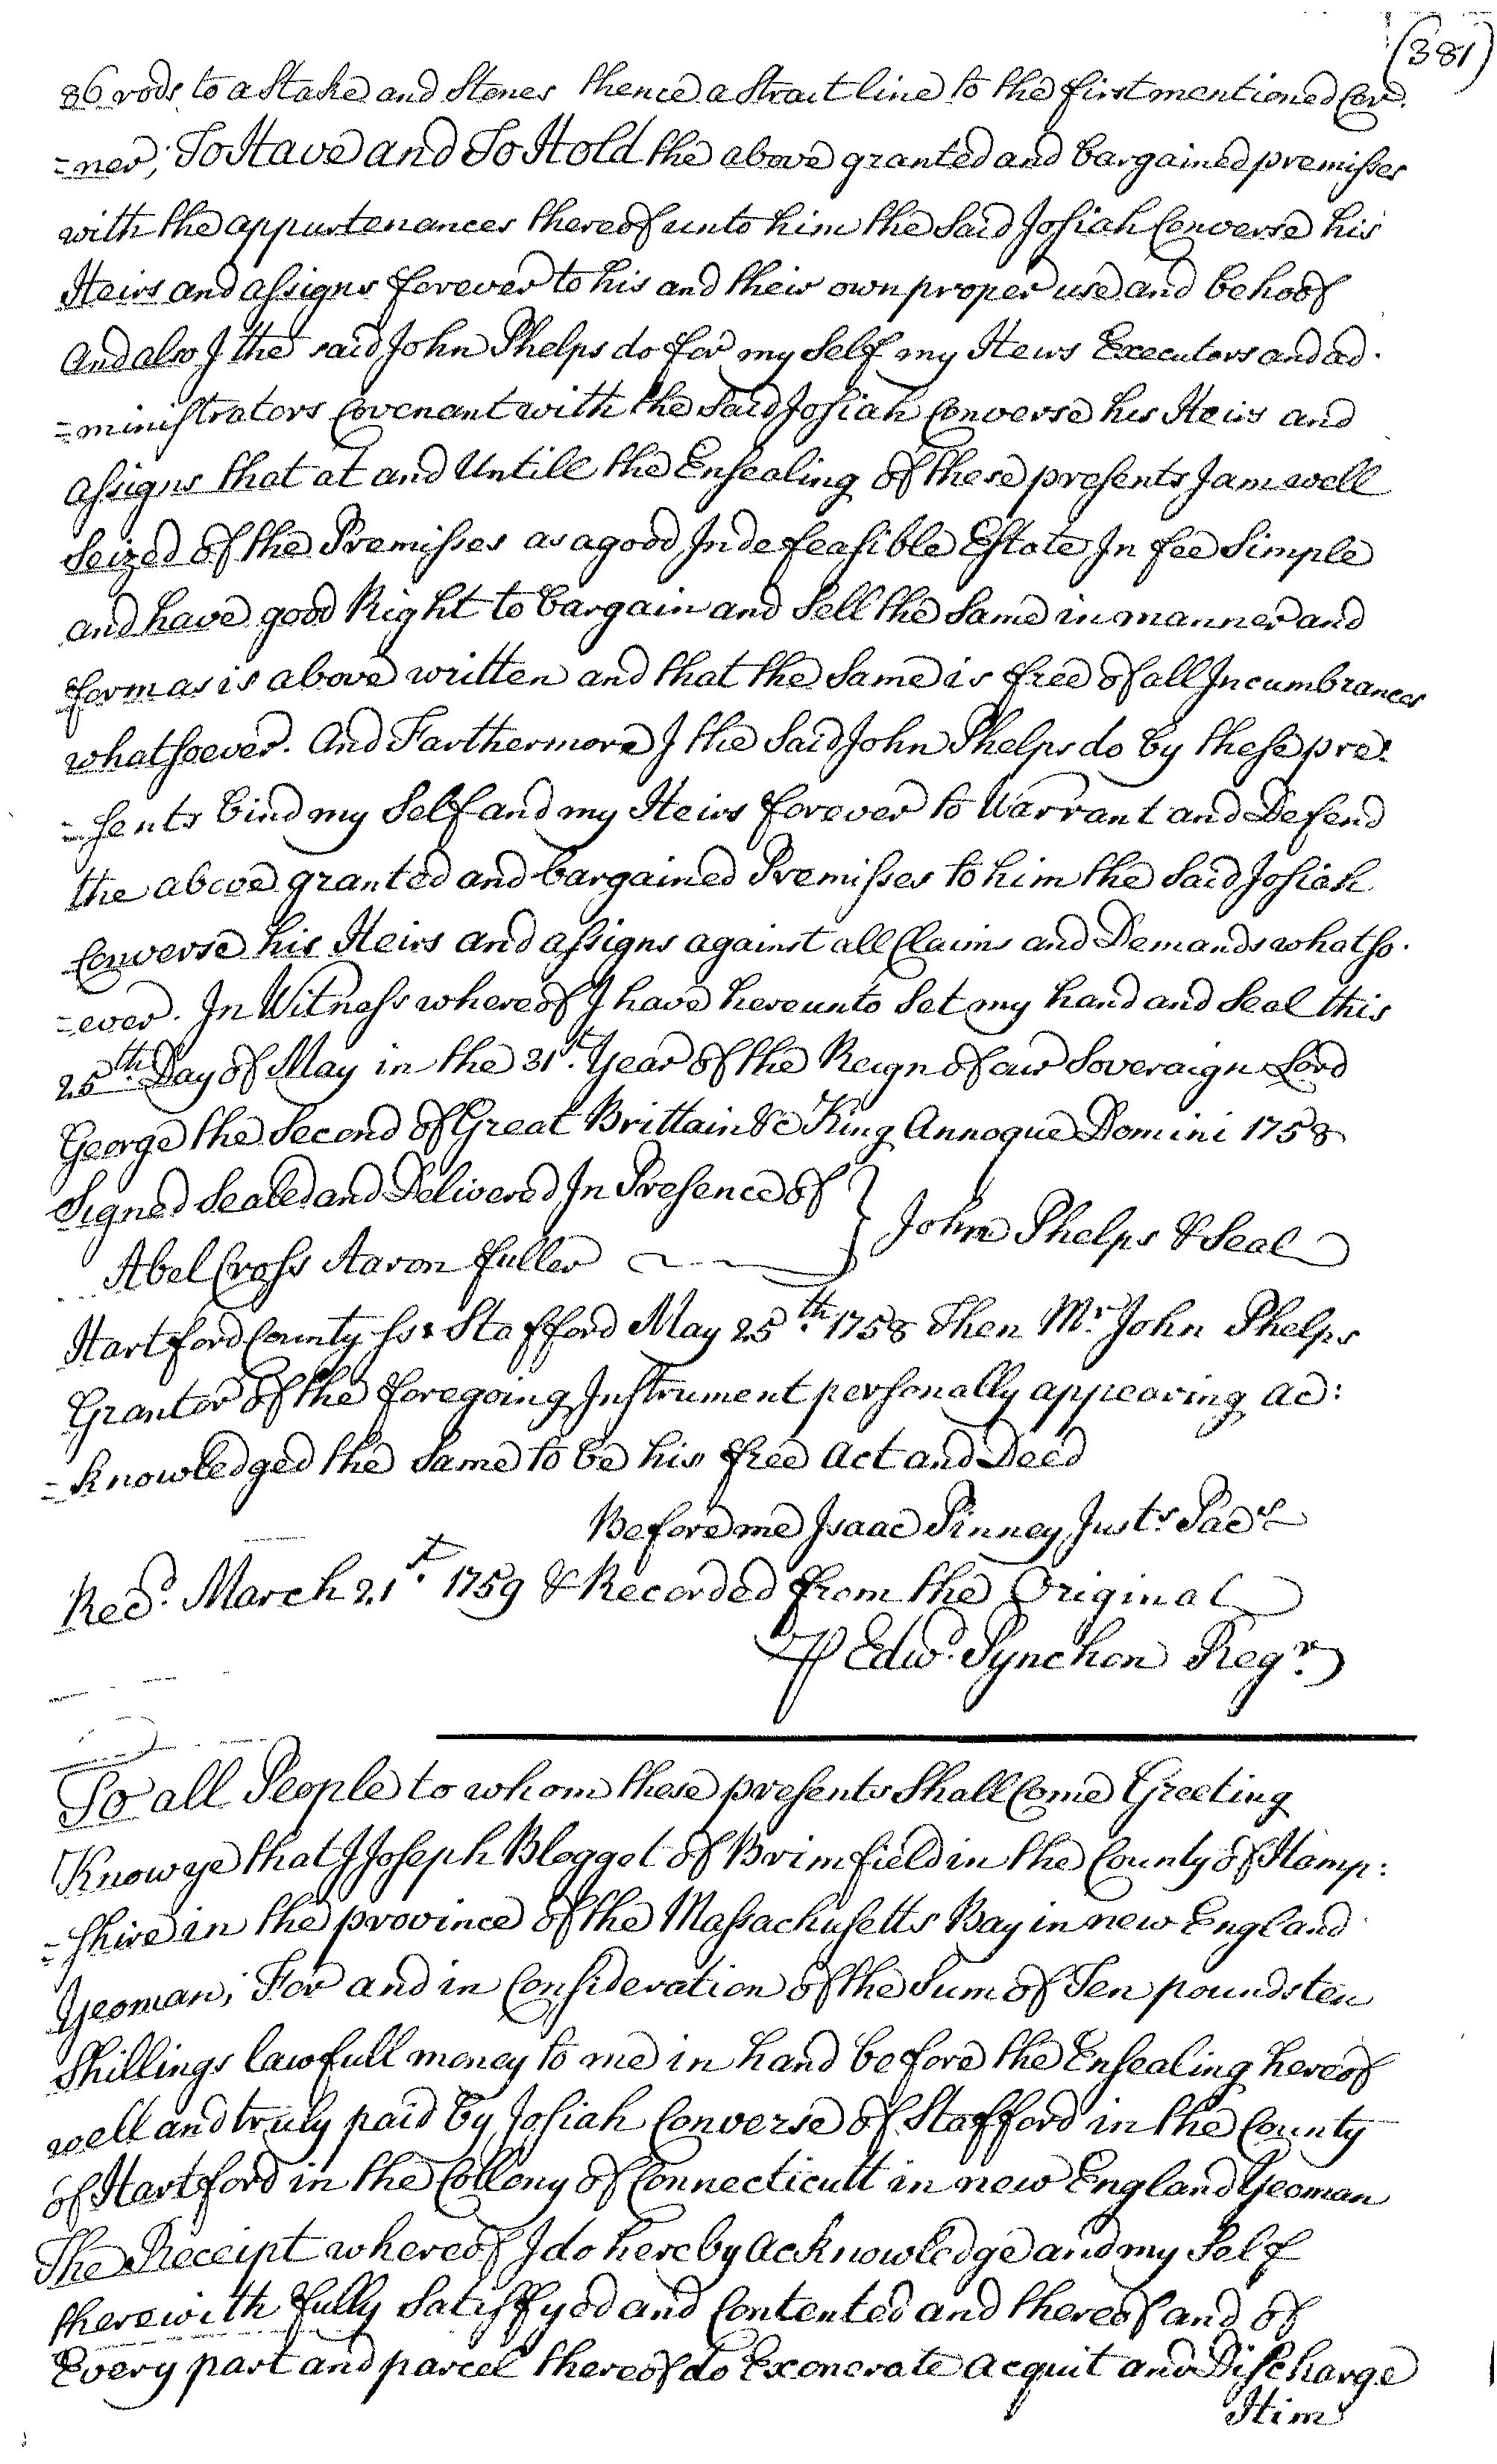 (381)
86 rods to a Stake and Stones thence a Strait line to the first mentioned Cor.
=ner; To Have and To Hold the above granted and bargained premisses
with the appurtenances thereof unto him the Said Josiah Converse his
Heirs and assigns forever to his and their own proper use and behoof
And also I the said John Phelps do for my Self my Heirs Executors and ad.
=ministrators Covenant with the Said Josiah Converse his Heirs and
assigns that at and Untill the Ensealing of these presents I am well
Seized of the Premisses as a good Indefeasible Estate In fee Simple
and have good Right to bargain and Sell the Same in manner and
form as is above written and that the Same is free of all Incumbrances
whatsoever. And Farthermore I the Said John Phelps do by these pre:
=sents bind my Self and my Heirs forever to Warrant and Defend
the above granted and bargained Premisses to him the Said Josiah
Converse his Heirs and assigns against all Claims and Demands whatso.
=ever. In Witness whereof I have hereunto Set my hand and Seal this
25th. Day of May in the 31st. Year of the Reign of our Soveraign Lord
George the Second of Great Brittain &c King Annoque Domini 1758
Signed Sealed and Delivered In Presence of } John Phelps & Seal
Abel Cross Aaron Fuller
Hartford County ss: Stafford May 25th. 1758 Then Mr. John Phelps
Grantor of the foregoing Instrument personally appearing ac:
=knowledged the Same to be his free Act and Deed
Before me Isaac Pinney Justs. Pacs.
Recd. March 21st. 1759 & Recorded from the Original
P Edwd. Pynchon Regr.
To all People to whom these presents Shall Come Greeting
Know ye that I Joseph Bloggot of Brimfield in the County of Hamp:
=shire in the province of the Massachusetts Bay in new England
Yeoman; For and in Consideration of the Sum of Ten pounds ten
Shillings lawfull money to me in hand before the Ensealing hereof
well and truly paid by Josiah Converse of Stafford in the County
of Hartford in the Collony of Connecticutt in new England Yeoman
The Receipt whereof I do hereby Acknowledge and my Self
therewith fully Satisffyed and Contented and thereof and of
Every part and parcel thereof do Exonerate acquit and Discharge
Him